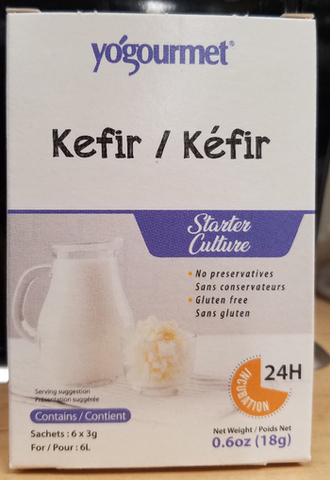 yógourmet®
Kefir / Kéfir
Starter
Culture
• No preservatives
Sans conservateurs
• Gluten free
Sans gluten
24H
INCUBATION
Serving suggestion
Présentation suggérée
Contains / Contient
Sachets : 6 x 3g
For / Pour : 6L
Net Weight / Poids Net
0.6oz (18g)